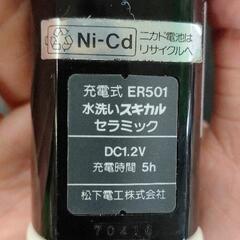 Ni-Cd
ニカド電池は
リサイクルへ
充電式 ER501
水洗いスキカル
セラミック
DC1.2V
充電時間 5h
松下電工株式会社